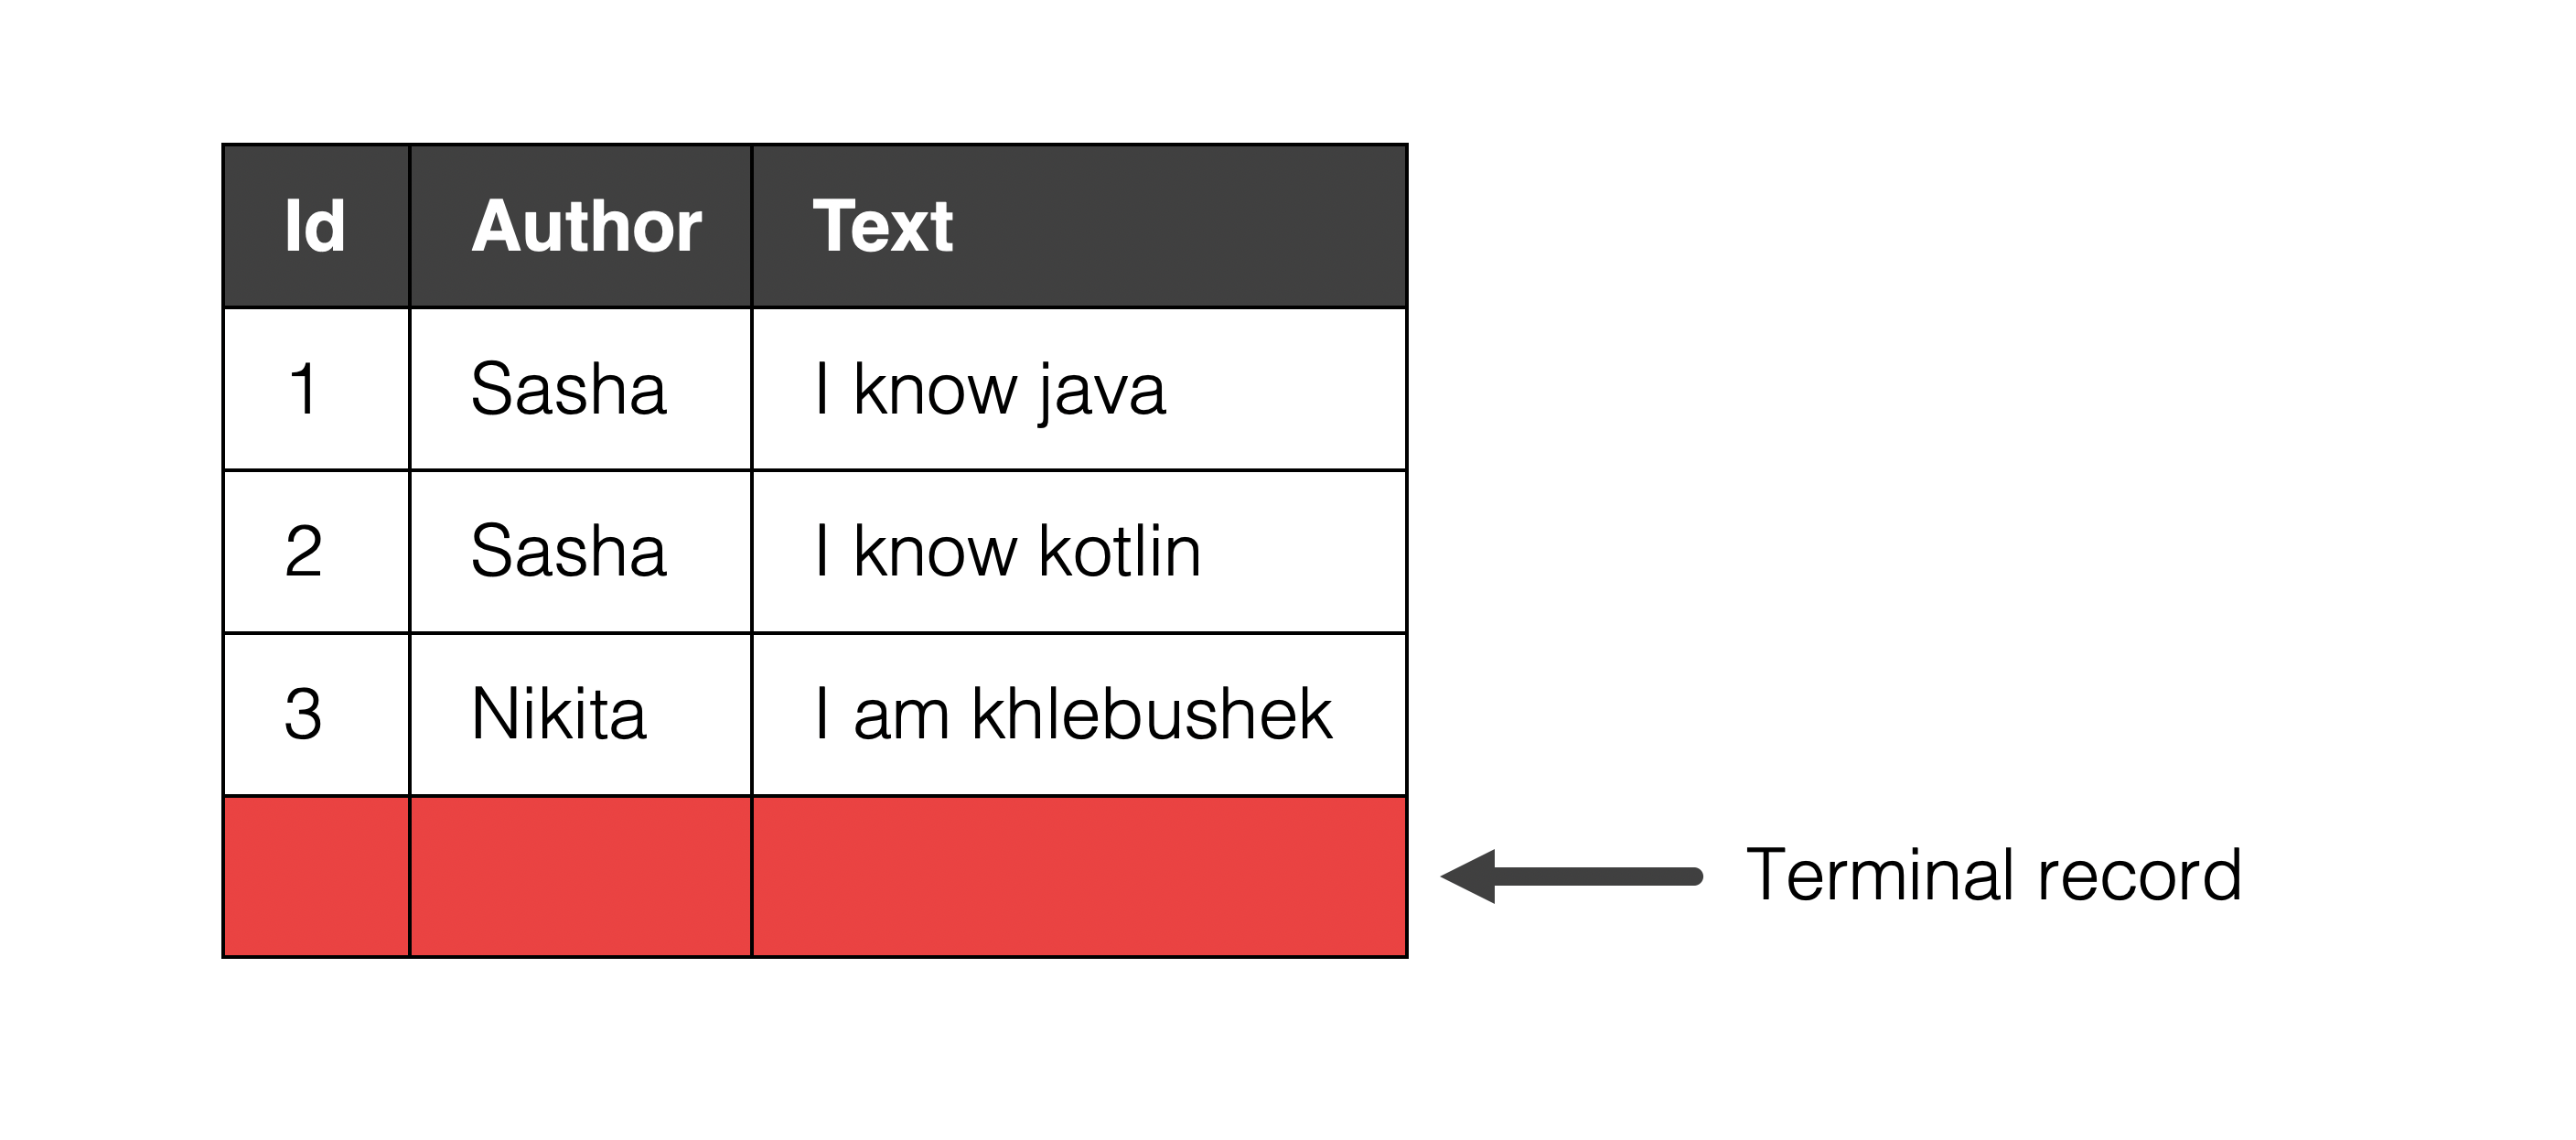 Id Author Text
1 Sasha I know java
2 Sasha I know kotlin
3 Nikita I am khlebushek
Terminal record